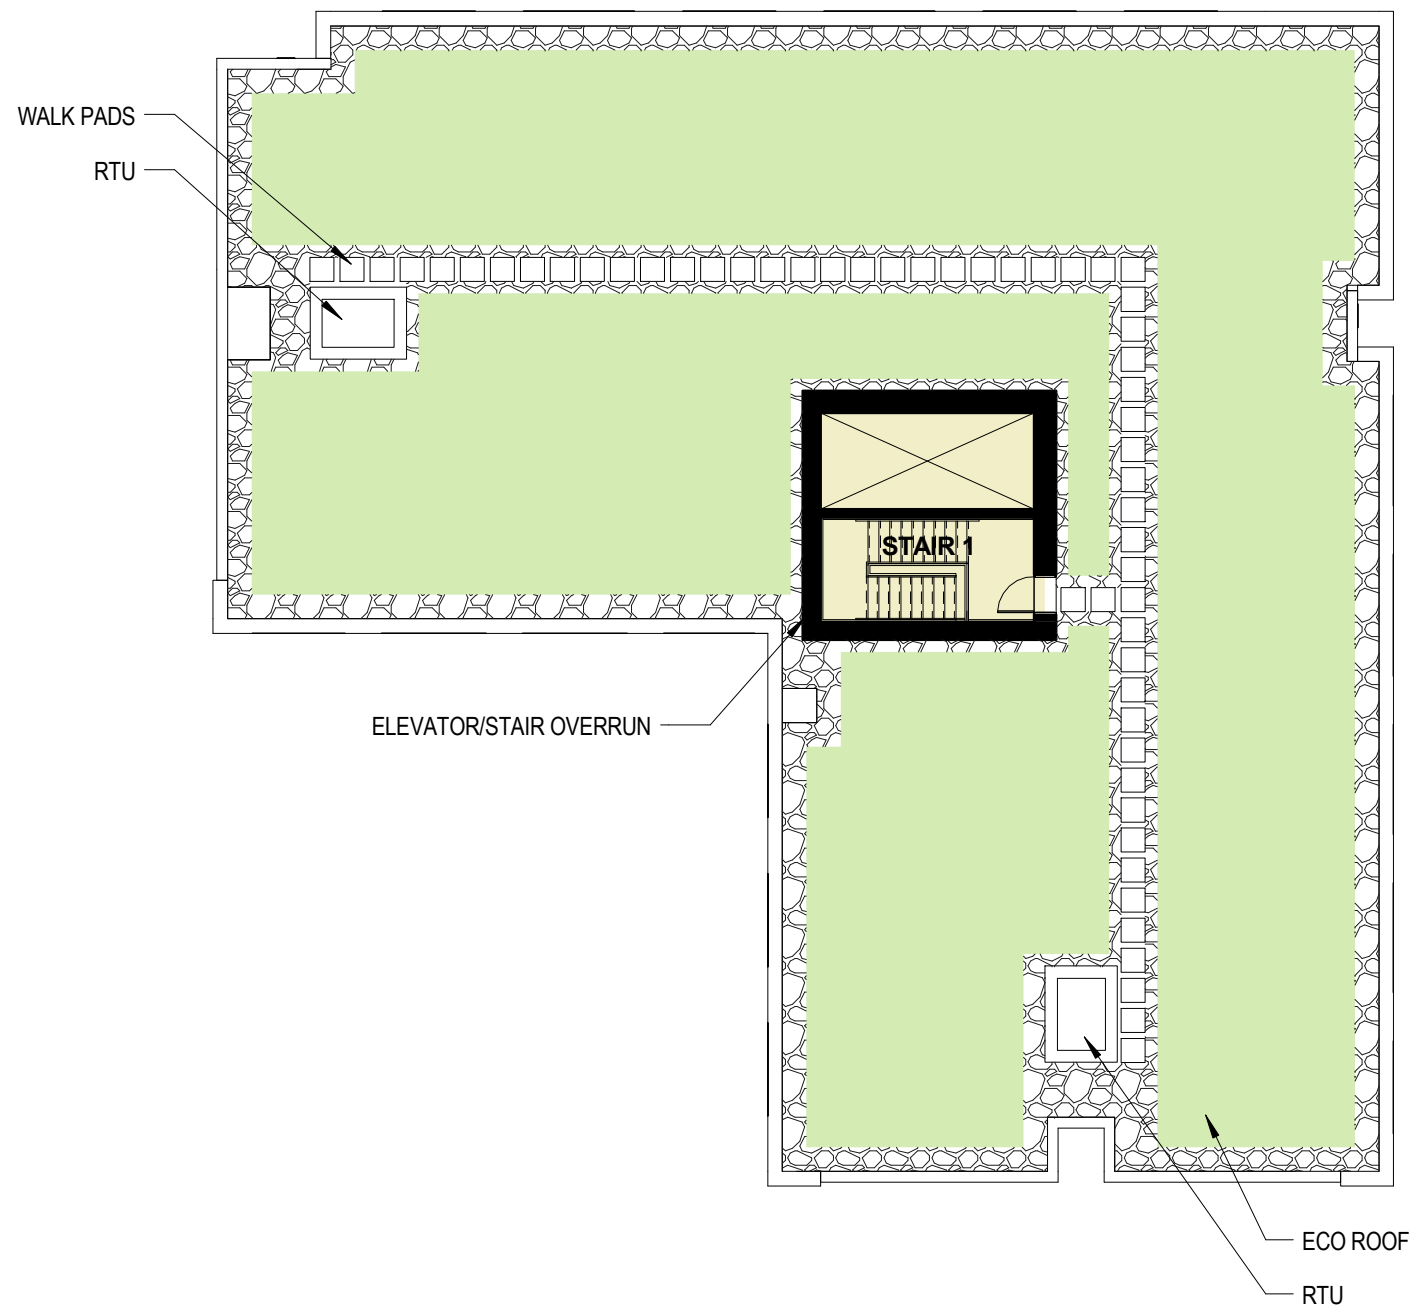 WALK PADS
RTU
STAIR 1
ELEVATOR/STAIR OVERRUN
ECO ROOF
RTU